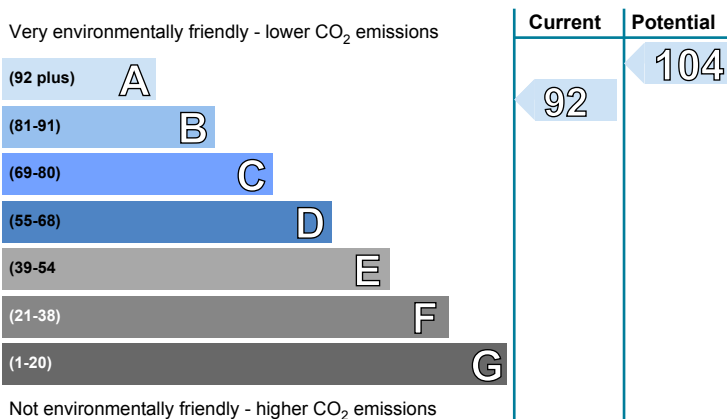 Very environmentally friendly - lower CO2 emissions
Current
Potential
(92 plus) A
(81-91) B
(69-80) C
(55-68) D
(39-54 E
(21-38) F
(1-20) G
92
104
Not environmentally friendly - higher CO2 emissions